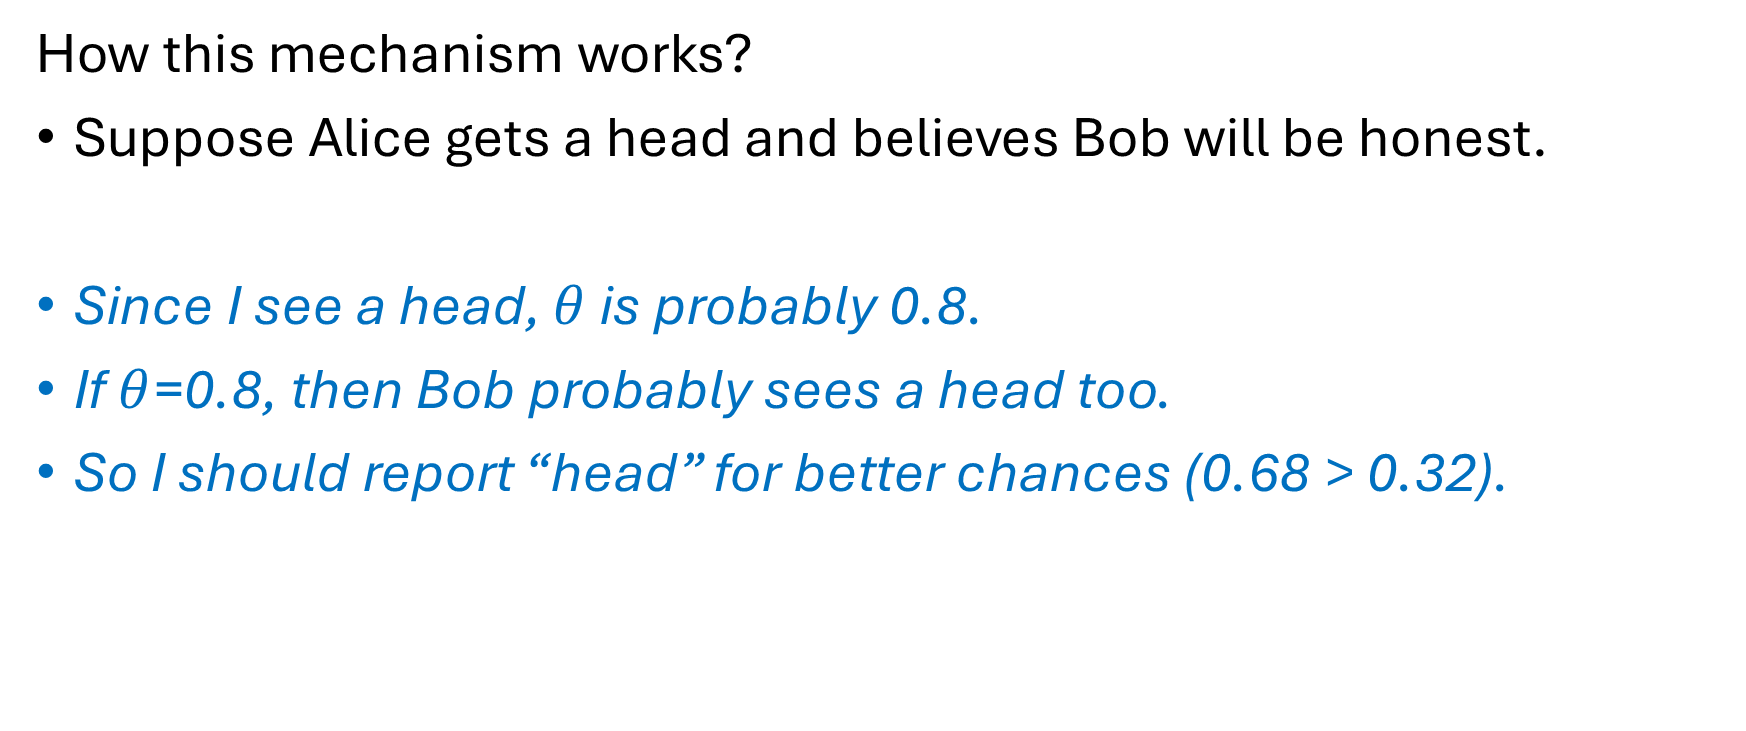 How this mechanism works?
• Suppose Alice gets a head and believes Bob will be honest.
• Since I see a head, θ is probably 0.8.
• If θ=0.8, then Bob probably sees a head too.
• So I should report “head” for better chances (0.68 > 0.32).